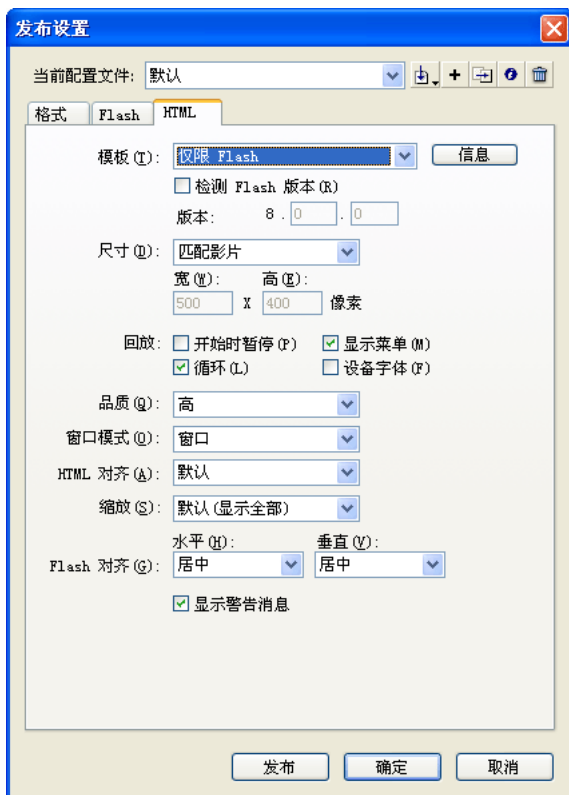 发布设置
当前配置文件: 默认
格式 Flash HTML
模板(T): 仅限 Flash 信息
检测 Flash 版本(R)
版本: 8 . 0 . 0
尺寸(D): 匹配影片
宽(W): 高(E):
500 X 400 像素
回放: 开始时暂停(P) 显示菜单(M)
循环(L) 设备字体(F)
品质(Q): 高
窗口模式(O): 窗口
HTML 对齐(A): 默认
缩放(S): 默认(显示全部)
水平(H): 垂直(V):
Flash 对齐(G): 居中 居中
显示警告消息
发布 确定 取消